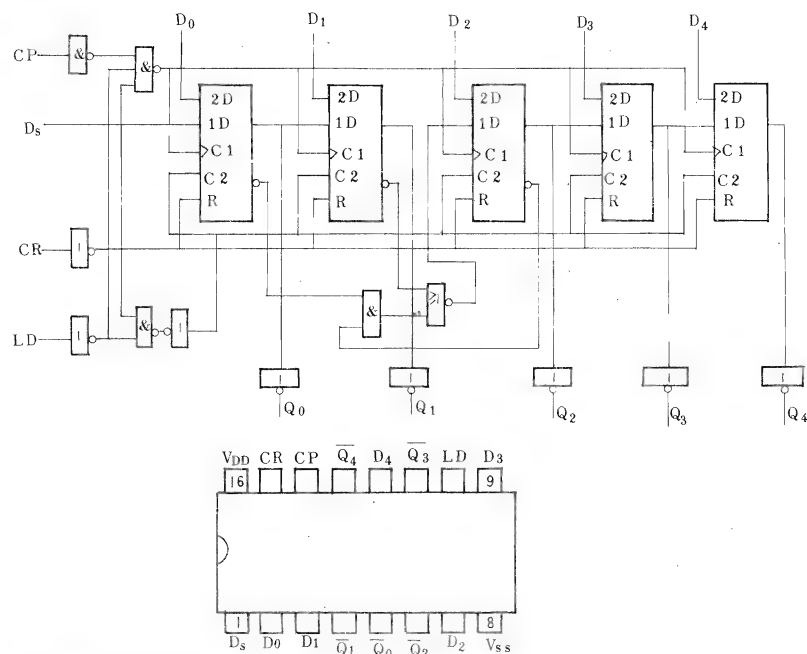 D0 D1 D2 D3 D4
CP & &
2D 2D 2D 2D 2D
Ds 1D 1D 1D 1D 1D
C1 C1 C1 C1 C1
C2 C2 C2 C2
R R R R
CR 1
& ≥1
LD 1 & 1
1 1 1 1 1
Q0 Q1 Q2 Q3 Q4
VDD CR CP Q̅4 D4 Q̅3 LD D3
16 9
1 8
Ds D0 D1 Q̅1 Q̅0 Q̅2 D2 Vss